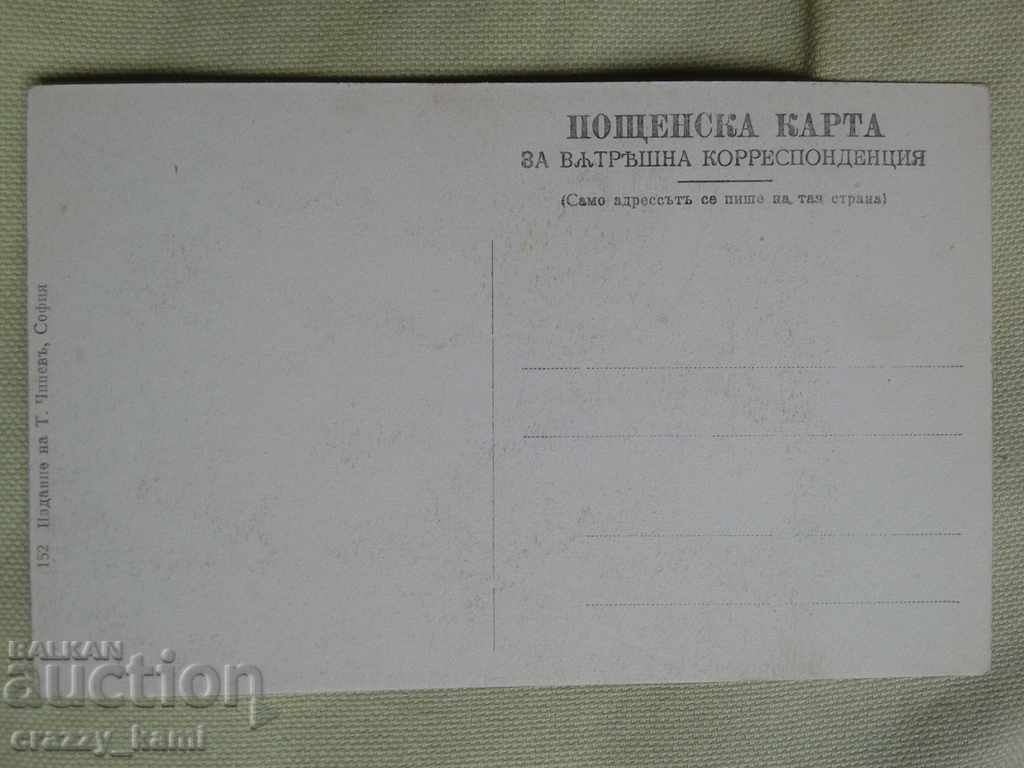 ПОЩЕНСКА КАРТА
ЗА ВѪТРѢШНА КОРРЕСПОНДЕНЦИЯ
(Само адрессътъ се пише на тая страна)
152 Издание на Т. Чипевъ, София
BALKAN
auction
crazzy_kami